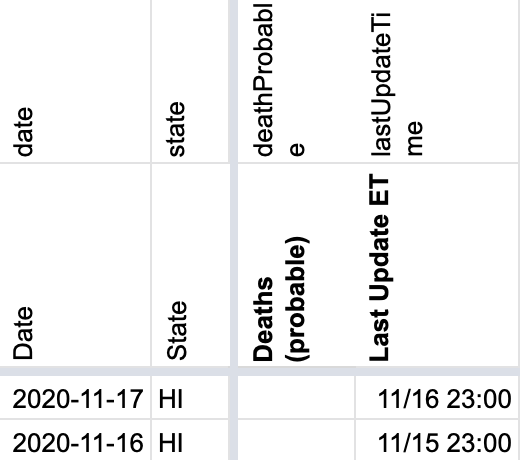 date
state
deathProbabl
e
lastUpdateTi
me
Date
State
Deaths
(probable)
Last Update ET
2020-11-17 HI 11/16 23:00
2020-11-16 HI 11/15 23:00